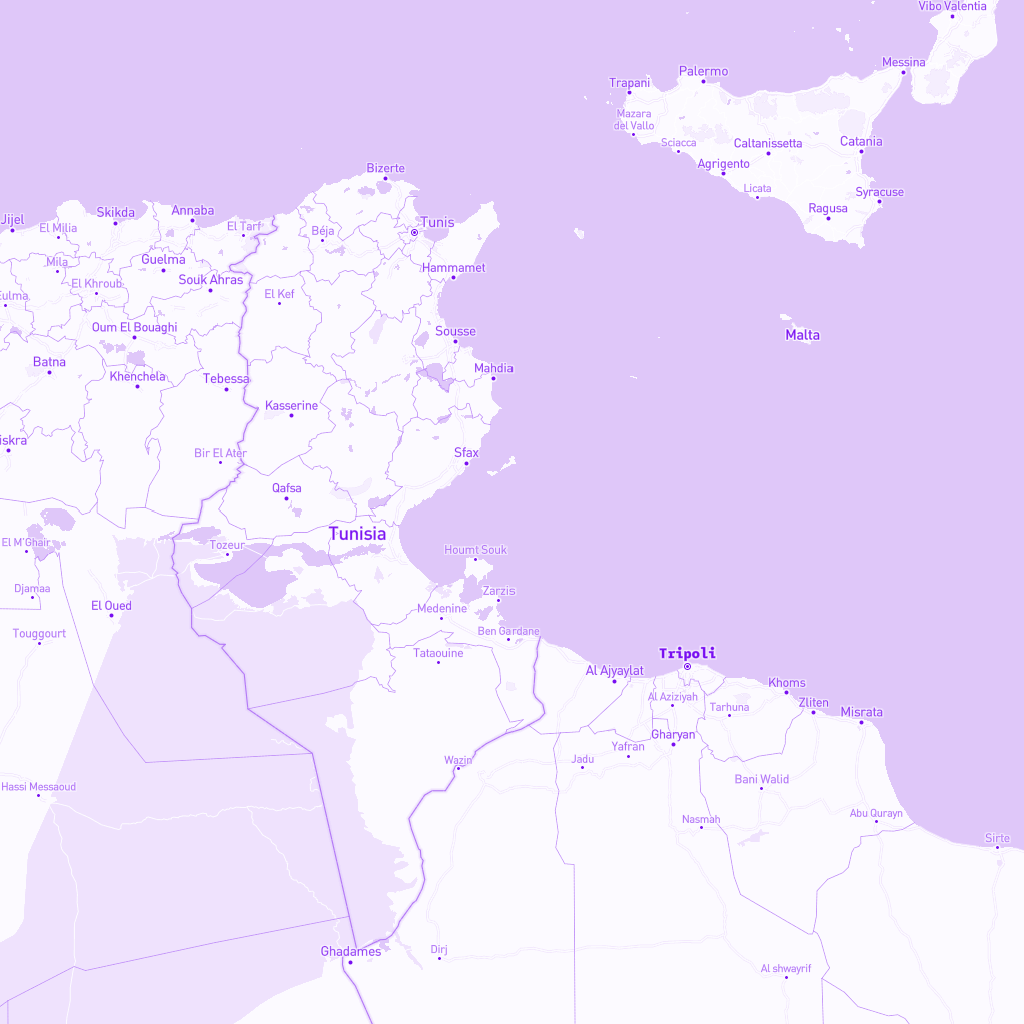 Vibo Valentia
Messina
Palermo
Trapani
Mazara
del Vallo
Sciacca
Caltanissetta
Catania
Agrigento
Licata
Syracuse
Ragusa
Bizerte
Jijel
Skikda
Annaba
El Milia
El Tarf
Béja
Tunis
Mila
Guelma
Hammamet
El Khroub
Souk Ahras
El Kef
Eulma
Oum El Bouaghi
Sousse
Malta
Batna
Khenchela
Tebessa
Mahdia
Kasserine
iskra
Bir El Ater
Sfax
Qafsa
Tunisia
El M'Ghair
Tozeur
Houmt Souk
Djamaa
El Oued
Zarzis
Medenine
Touggourt
Ben Gardane
Tataouine
Tripoli
Al Ajyaylat
Khoms
Al Aziziyah
Zliten
Tarhuna
Misrata
Gharyan
Yafran
Wazin
Jadu
Bani Walid
Hassi Messaoud
Nasmah
Abu Qurayn
Sirte
Ghadames
Dirj
Al shwayrif